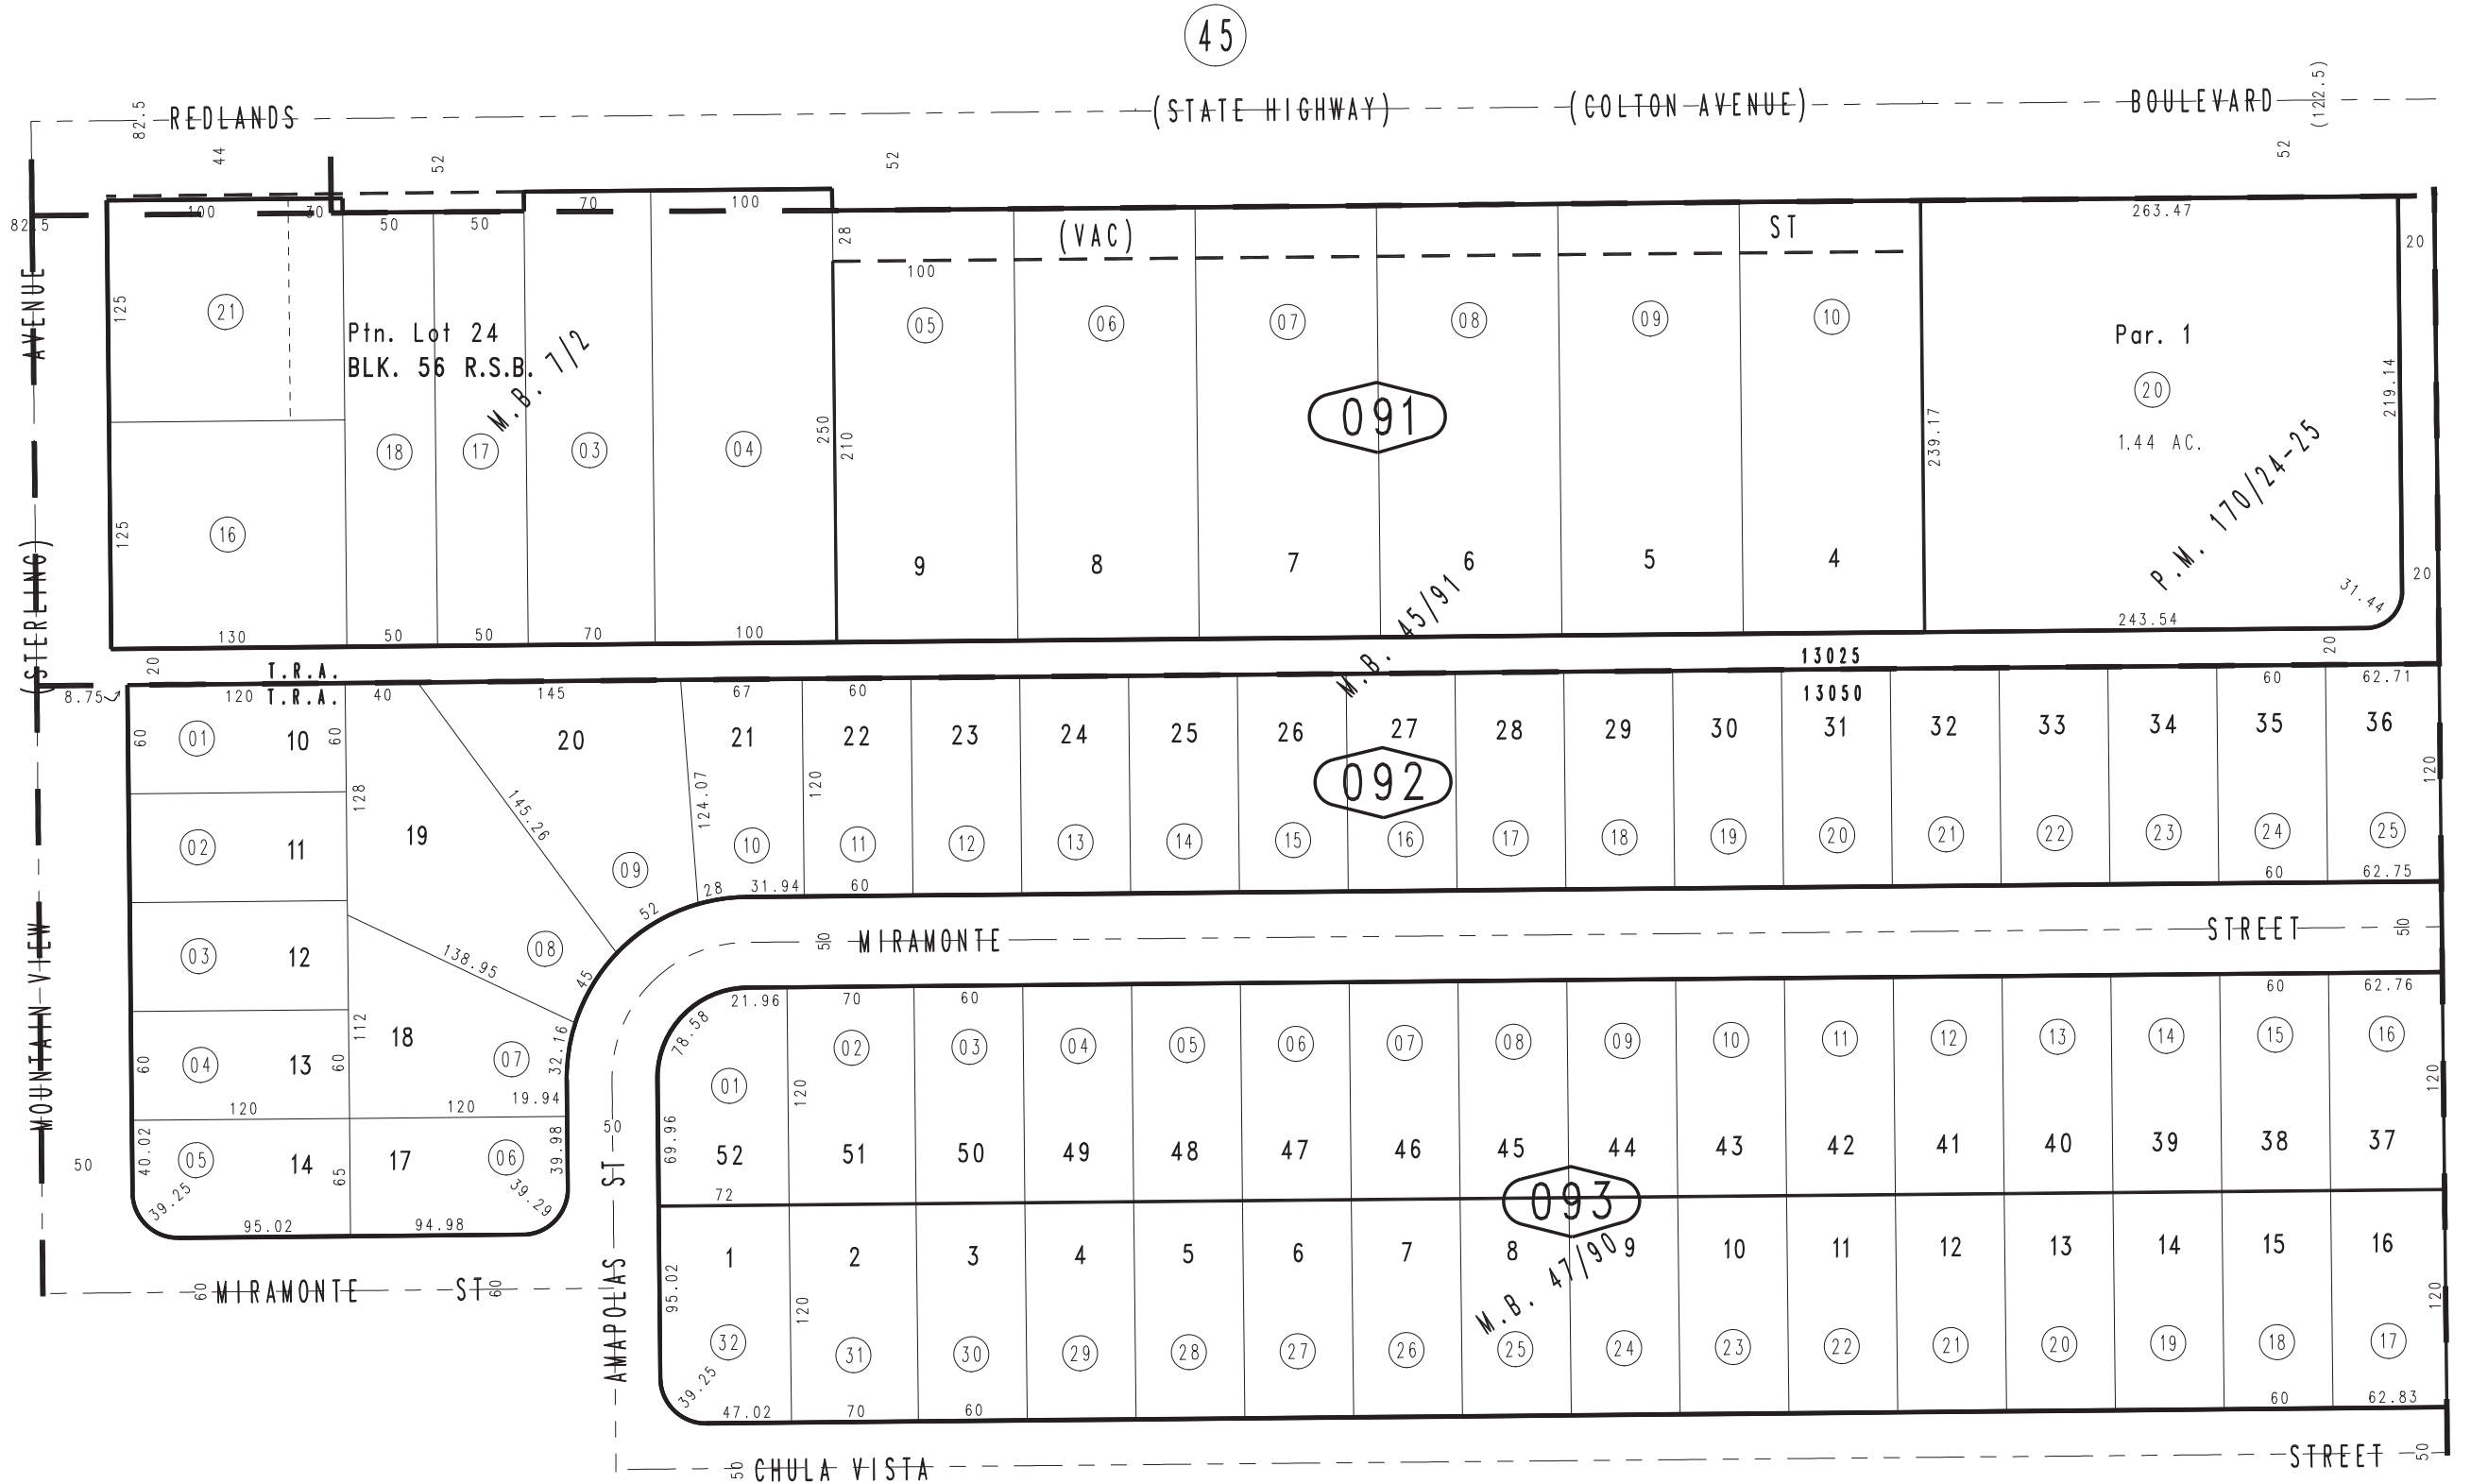 45
REDLANDS (STATE HIGHWAY) (COLTON AVENUE) BOULEVARD
82.5 44 52 52 52 (122.5)
82.5 100 30 50 50 70 100 263.47
28 (VAC) ST 20
100
AVENUE
(STERLING)
MOUNTAIN VIEW
125 21
Ptn. Lot 24
BLK. 56 R.S.B.
M.B. 7/2
05 06 07 08 09 10
Par. 1
20
1.44 AC.
P.M. 170/24-25
219.14
239.17
091
18 17 03 04
250 210
125 16
9 8 7 6 5 4
M.B. 45/91
20
31.44
243.54
130 50 50 70 100
20 20
T.R.A. 13025
T.R.A. 13050
8.75 120 40 145 67 60 60 62.71
60 01 10 60
20 21 22 23 24 25 26 27 28 29 30 31 32 33 34 35 36
092
128 145.26 124.07 120 120
02 11 19
09 10 11 12 13 14 15 16 17 18 19 20 21 22 23 24 25
52 28 31.94 60 60 62.75
03 12 138.95 08 45
50 MIRAMONTE STREET 50
112 18 07 32.16
60 04 13 60
120 120 19.94
40.02 05 14 65 17 06 39.98
50
39.25 39.29
95.02 94.98
60 MIRAMONTE ST 60
50
AMAPOLAS ST
21.96 70 60 60 62.76
78.58
01 02 03 04 05 06 07 08 09 10 11 12 13 14 15 16
120 120
69.96
52 51 50 49 48 47 46 45 44 43 42 41 40 39 38 37
72
093
M.B. 47/90
1 2 3 4 5 6 7 8 9 10 11 12 13 14 15 16
95.02 120 120
32 31 30 29 28 27 26 25 24 23 22 21 20 19 18 17
39.25
47.02 70 60 60 62.83
50 CHULA VISTA STREET 50